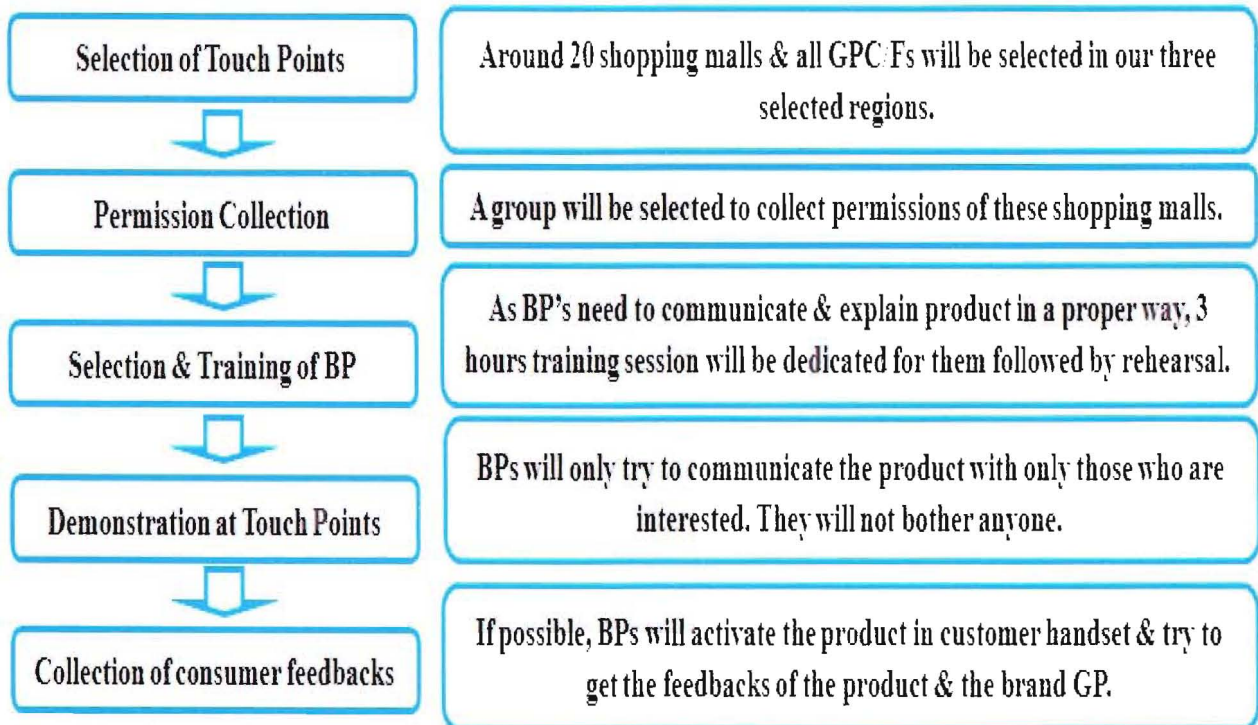 Selection of Touch Points
Around 20 shopping malls & all GPC/Fs will be selected in our three
selected regions.
Permission Collection
A group will be selected to collect permissions of these shopping malls.
Selection & Training of BP
As BP's need to communicate & explain product in a proper way, 3
hours training session will be dedicated for them followed by rehearsal.
Demonstration at Touch Points
BPs will only try to communicate the product with only those who are
interested. They will not bother anyone.
Collection of consumer feedbacks
If possible, BPs will activate the product in customer handset & try to
get the feedbacks of the product & the brand GP.